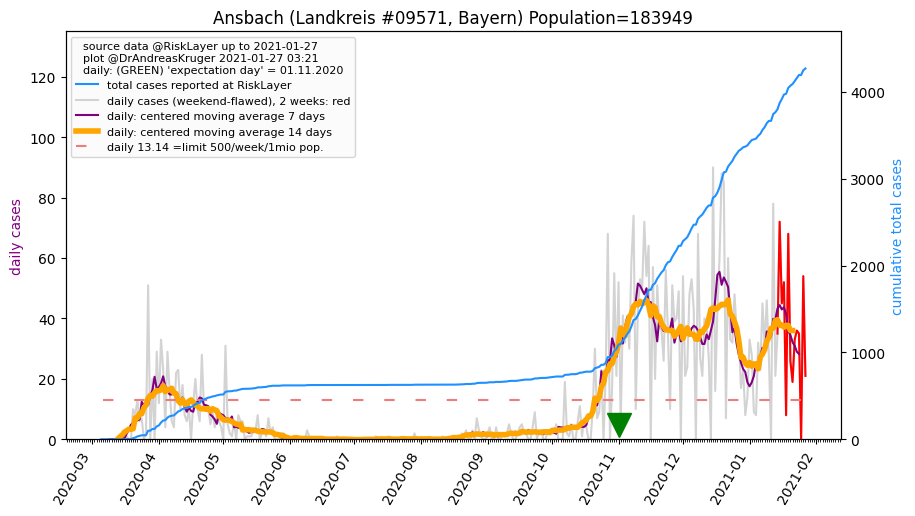 Ansbach (Landkreis #09571, Bayern) Population=183949
source data @RiskLayer up to 2021-01-27
plot @DrAndreasKruger 2021-01-27 03:21
daily: (GREEN) 'expectation day' = 01.11.2020
total cases reported at RiskLayer
daily cases (weekend-flawed), 2 weeks: red
daily: centered moving average 7 days
daily: centered moving average 14 days
daily 13.14 =limit 500/week/1mio pop.
daily cases
120
100
80
60
40
20
0
cumulative total cases
4000
3000
2000
1000
0
2020-03
2020-04
2020-05
2020-06
2020-07
2020-08
2020-09
2020-10
2020-11
2020-12
2021-01
2021-02